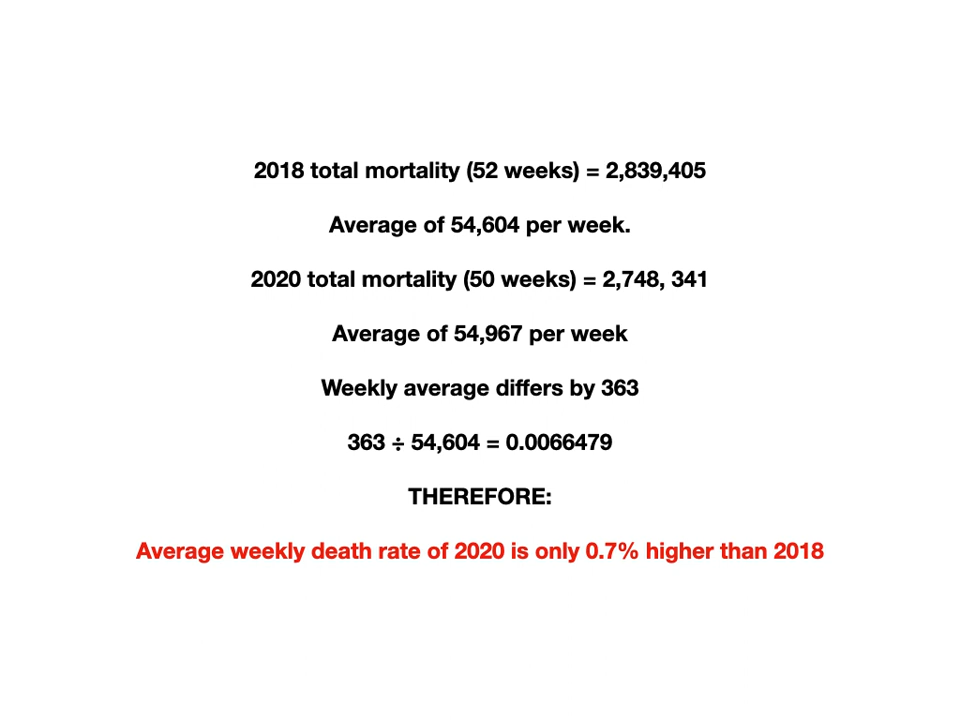 2018 total mortality (52 weeks) = 2,839,405
Average of 54,604 per week.
2020 total mortality (50 weeks) = 2,748, 341
Average of 54,967 per week
Weekly average differs by 363
363 ÷ 54,604 = 0.0066479
THEREFORE:
Average weekly death rate of 2020 is only 0.7% higher than 2018